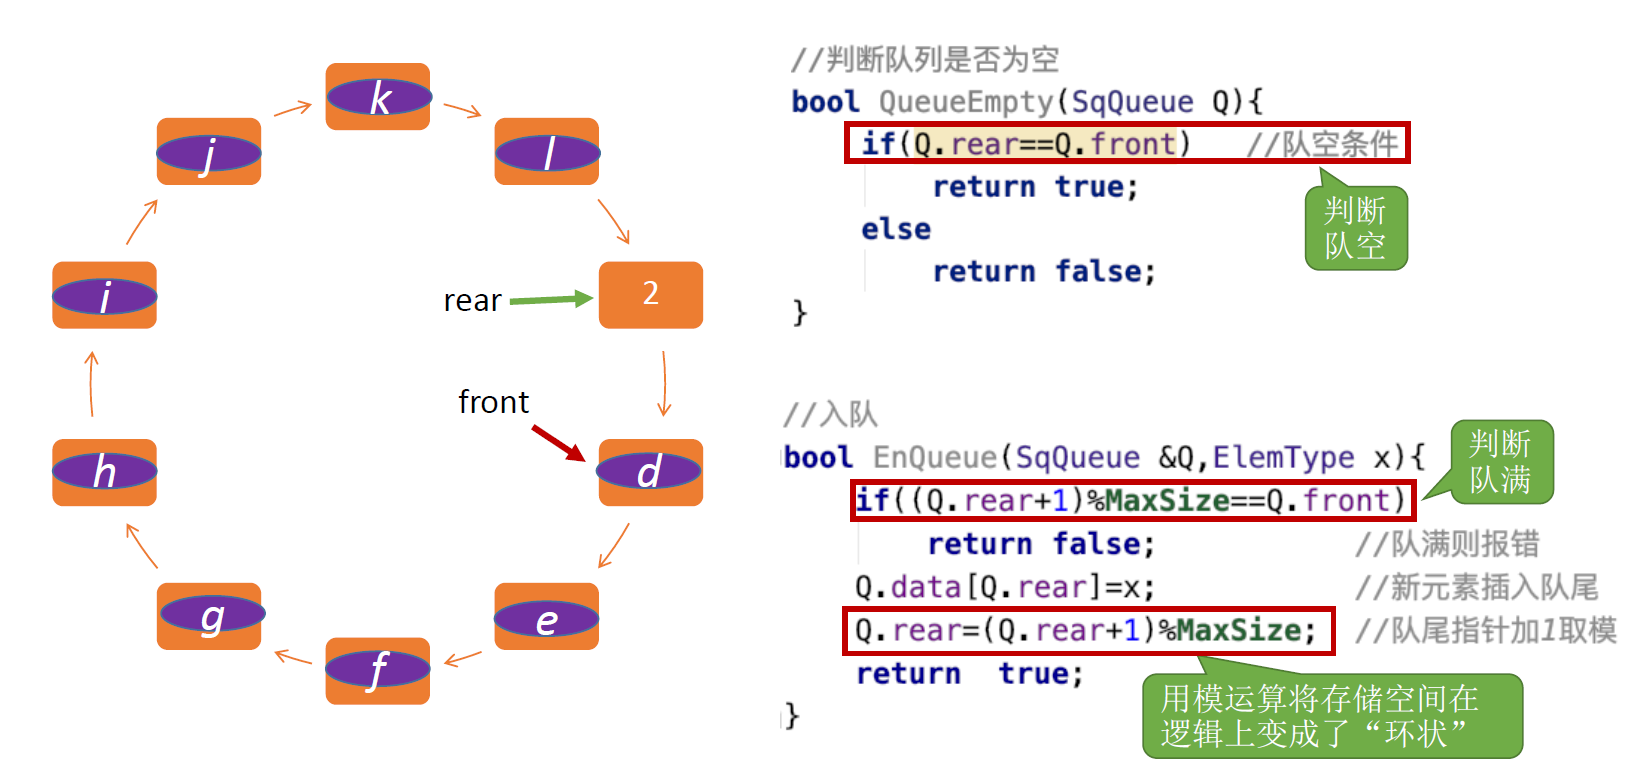 k
j
l
i
rear
2
front
h
d
g
e
f
//判断队列是否为空
bool QueueEmpty(SqQueue Q){
if(Q.rear==Q.front) //队空条件
return true;
else
return false;
}
判断
队空
//入队
bool EnQueue(SqQueue &Q,ElemType x){
if((Q.rear+1)%MaxSize==Q.front)
return false; //队满则报错
Q.data[Q.rear]=x; //新元素插入队尾
Q.rear=(Q.rear+1)%MaxSize; //队尾指针加1取模
return true;
}
判断
队满
用模运算将存储空间在
逻辑上变成了“环状”